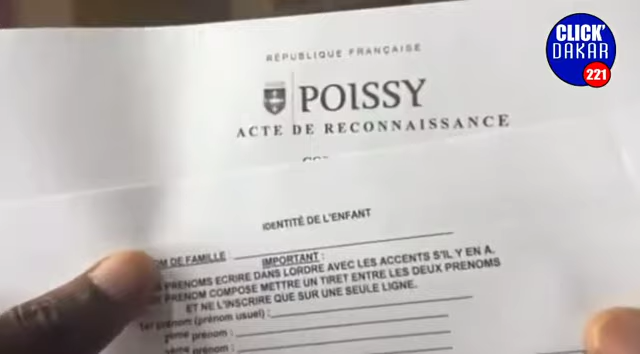 CLICK'
DAKAR
221
RÉPUBLIQUE FRANÇAISE
POISSY
ACTE DE RECONNAISSANCE
IDENTITÉ DE L'ENFANT
DE FAMILLE :
IMPORTANT :
PRENOMS ECRIRE DANS LORDRE AVEC LES ACCENTS S'IL Y EN A.
PRENOM COMPOSE METTRE UN TIRET ENTRE LES DEUX PRENOMS
ET NE L'INSCRIRE QUE SUR UNE SEULE LIGNE.
1er prénom (prénom usuel) :
prénom :
prénom :